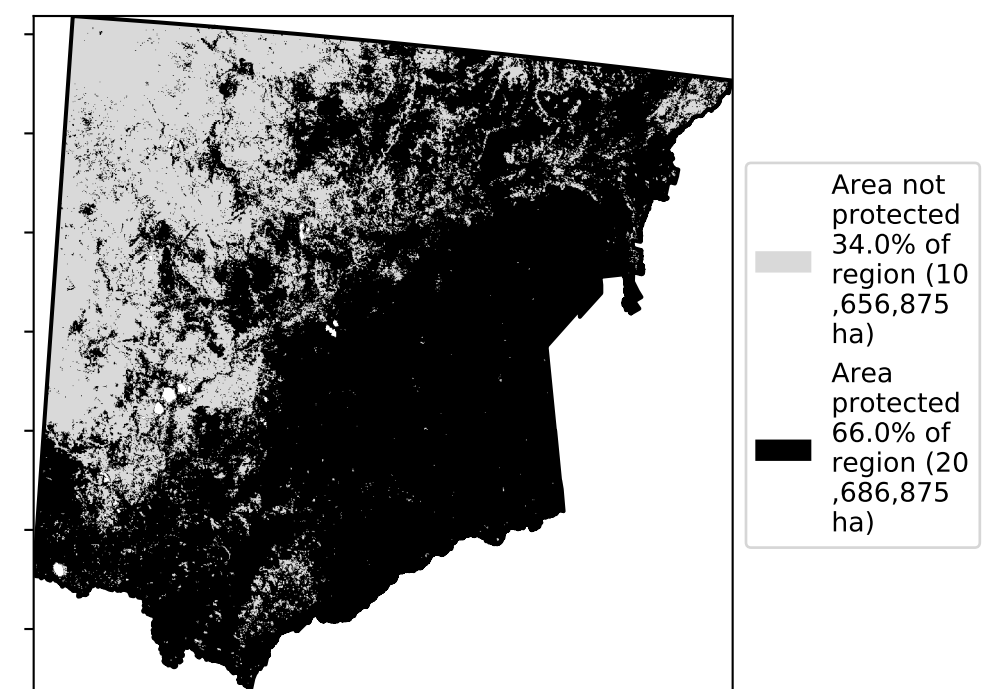 Area not
protected
34.0% of
region (10
,656,875
ha)
Area
protected
66.0% of
region (20
,686,875
ha)